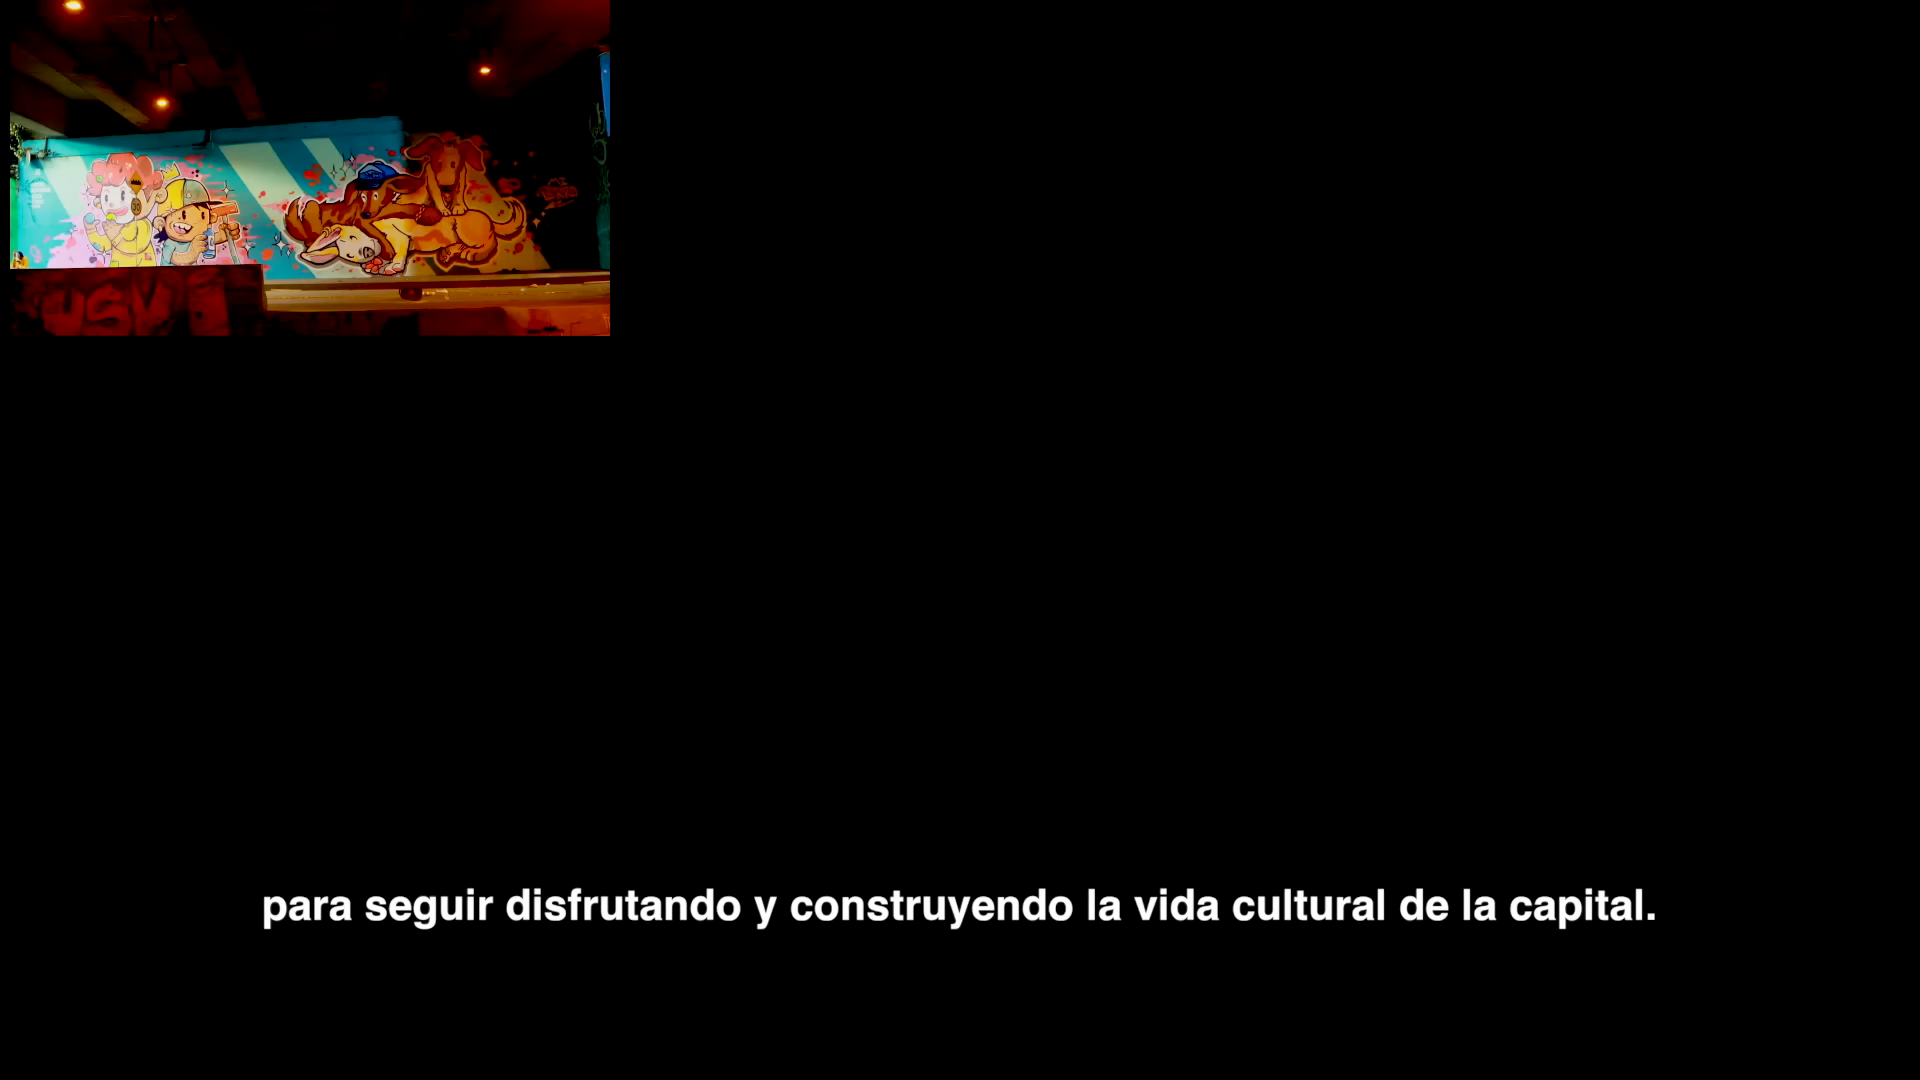 para seguir disfrutando y construyendo la vida cultural de la capital.